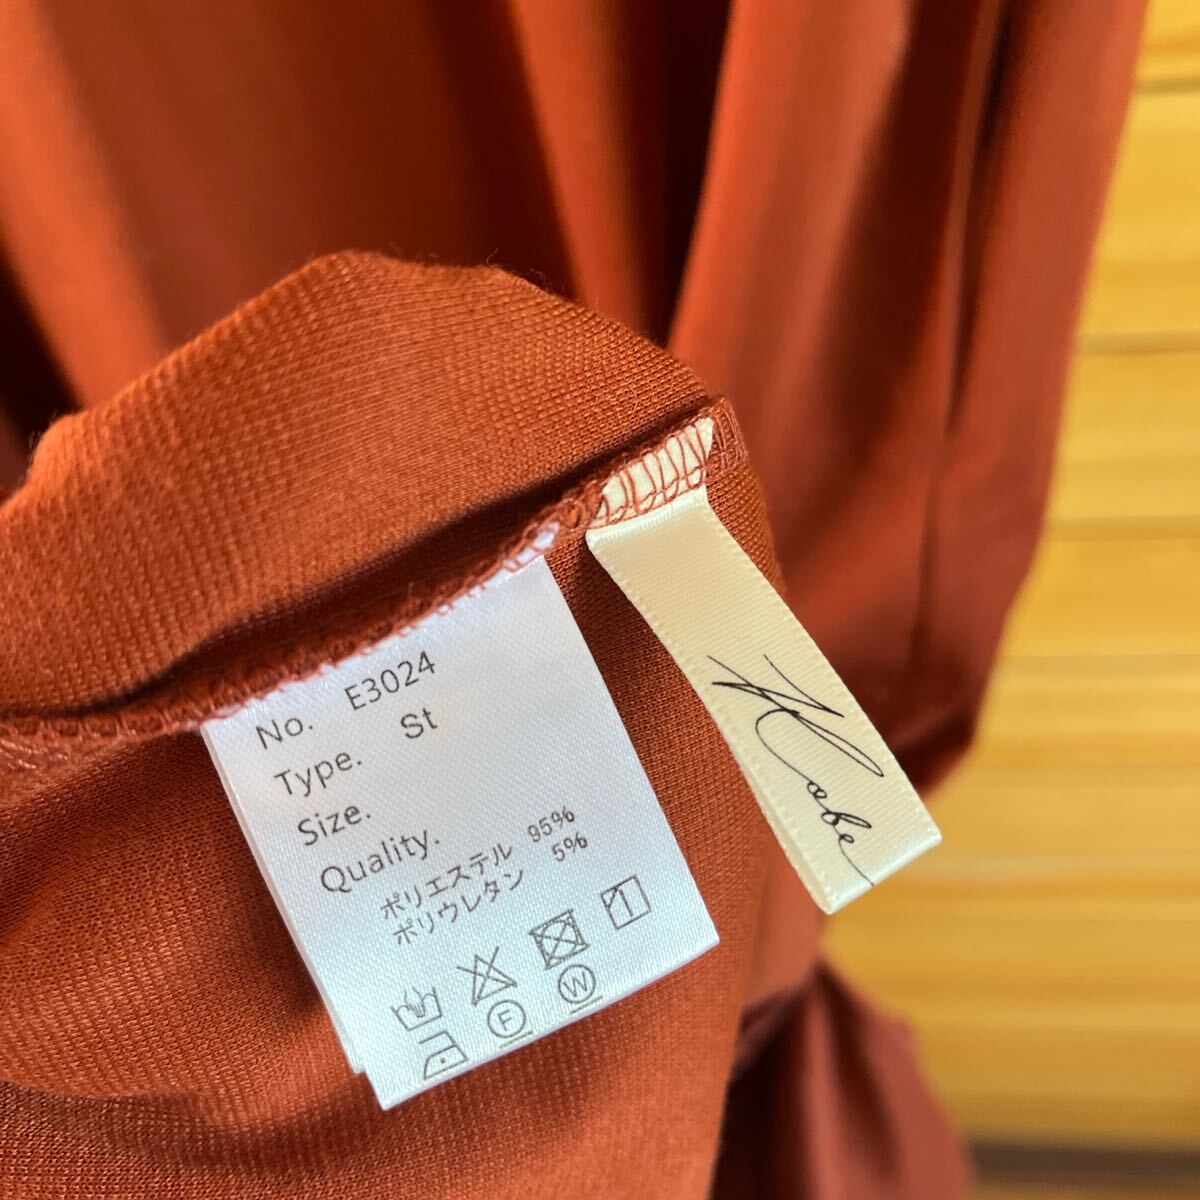 No. E3024
Type. St
Size.
Quality.
ポリエステル 95%
ポリウレタン 5%
F
W
Kobe